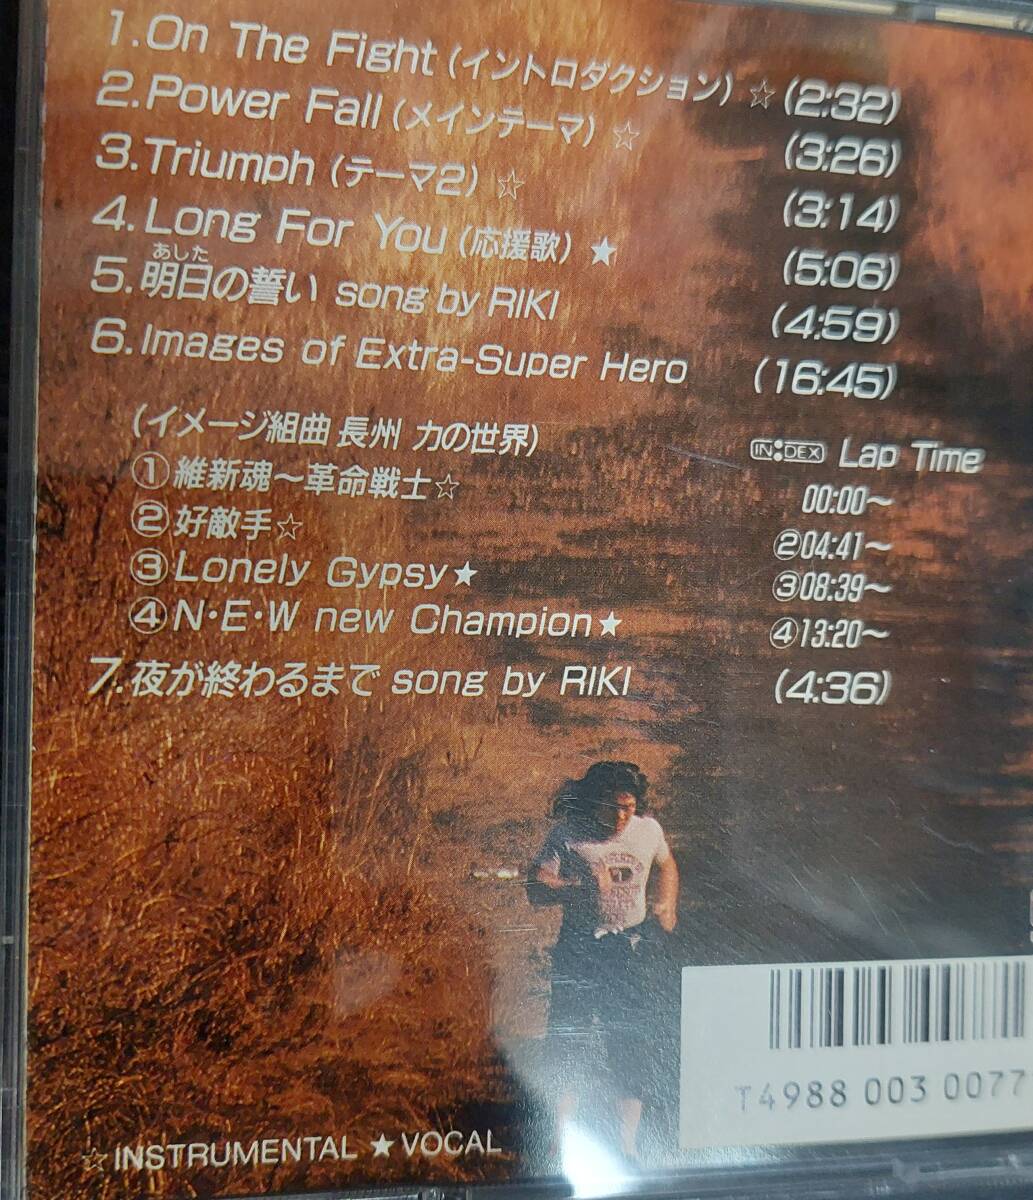 1.On The Fight (イントロダクション) ☆ (2:32)
2.Power Fall (メインテーマ) ☆ (3:26)
3.Triumph (テーマ2) ☆ (3:14)
4.Long For You (応援歌) ★ (5:06)
あした
5.明日の誓い song by RIKI (4:59)
6.Images of Extra-Super Hero (16:45)
(イメージ組曲 長州 力の世界) INDEX Lap Time
①維新魂～革命戦士☆ 00:00～
②好敵手☆ ②04:41～
③Lonely Gypsy★ ③08:39～
④N・E・W new Champion★ ④13:20～
7.夜が終わるまで song by RIKI (4:36)
T4988 003 0077
☆INSTRUMENTAL ★VOCAL